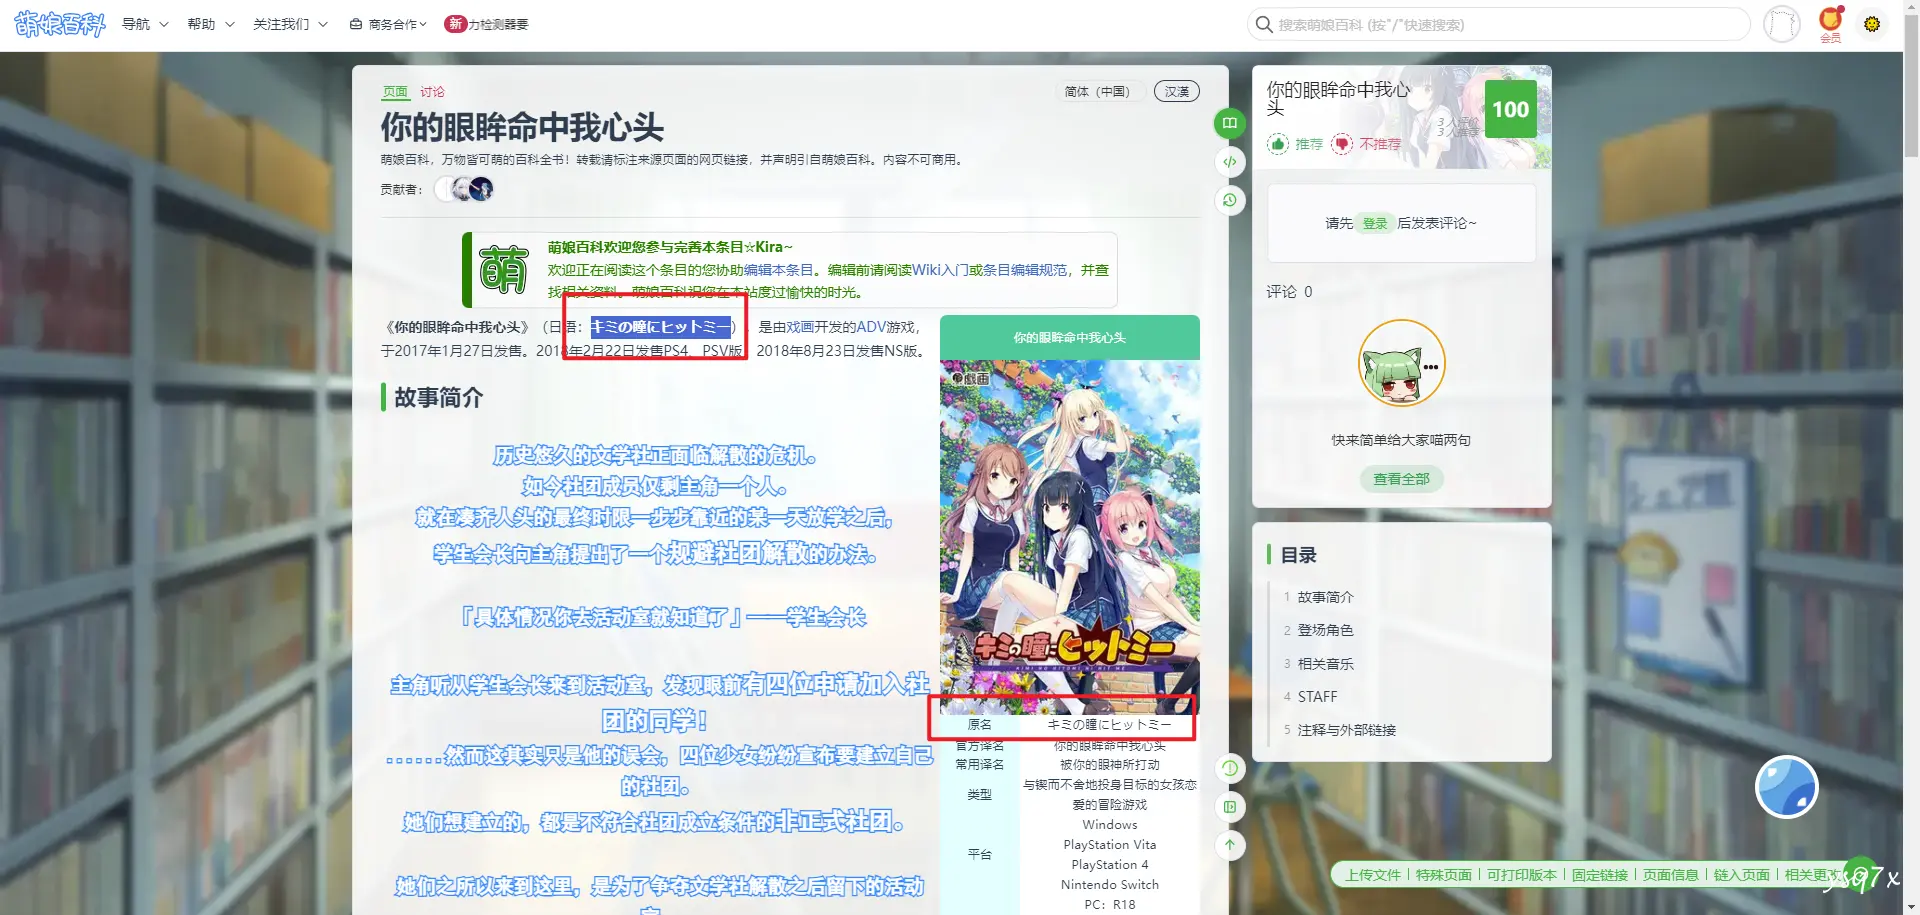 萌娘百科
导航
帮助
关注我们
商务合作
新
力检测器要
搜索萌娘百科 (按"/"快速搜索)
会员
页面 讨论
简体（中国）
汉漢
你的眼眸命中我心头
萌娘百科，万物皆可萌的百科全书！转载请标注来源页面的网页链接，并声明引自萌娘百科。内容不可商用。
贡献者：
萌
萌娘百科欢迎您参与完善本条目☆Kira~
欢迎正在阅读这个条目的您协助编辑本条目。编辑前请阅读Wiki入门或条目编辑规范，并查
找相关资料。萌娘百科祝您在本站度过愉快的时光。
《你的眼眸命中我心头》（日语：キミの瞳にヒットミー），是由戏画开发的ADV游戏，
于2017年1月27日发售。2018年2月22日发售PS4、PSV版，2018年8月23日发售NS版。
故事简介
历史悠久的文学社正面临解散的危机。
如今社团成员仅剩主角一个人。
就在凑齐人头的最终时限一步步靠近的某一天放学之后，
学生会长向主角提出了一个规避社团解散的办法。
「具体情况你去活动室就知道了」——学生会长
主角听从学生会长来到活动室，发现眼前有四位申请加入社
团的同学！
......然而这其实只是他的误会，四位少女纷纷宣布要建立自己
的社团。
她们想建立的，都是不符合社团成立条件的非正式社团。
她们之所以来到这里，是为了争夺文学社解散之后留下的活动
室
你的眼眸命中我心头
戯画
キミの瞳にヒットミー
KIMI NO HITOMI NI HIT ME
原名 キミの瞳にヒットミー
官方译名 你的眼眸命中我心头
常用译名 被你的眼神所打动
类型 与锲而不舍地投身目标的女孩恋
爱的冒险游戏
平台 Windows
PlayStation Vita
PlayStation 4
Nintendo Switch
PC：R18
你的眼眸命中我心
头
3 人评价
3 人推荐
100
推荐 不推荐
请先 登录 后发表评论~
评论 0
快来简单给大家喵两句
查看全部
目录
1 故事简介
2 登场角色
3 相关音乐
4 STAFF
5 注释与外部链接
上传文件 | 特殊页面 | 可打印版本 | 固定链接 | 页面信息 | 链入页面 | 相关更改
ysq7x